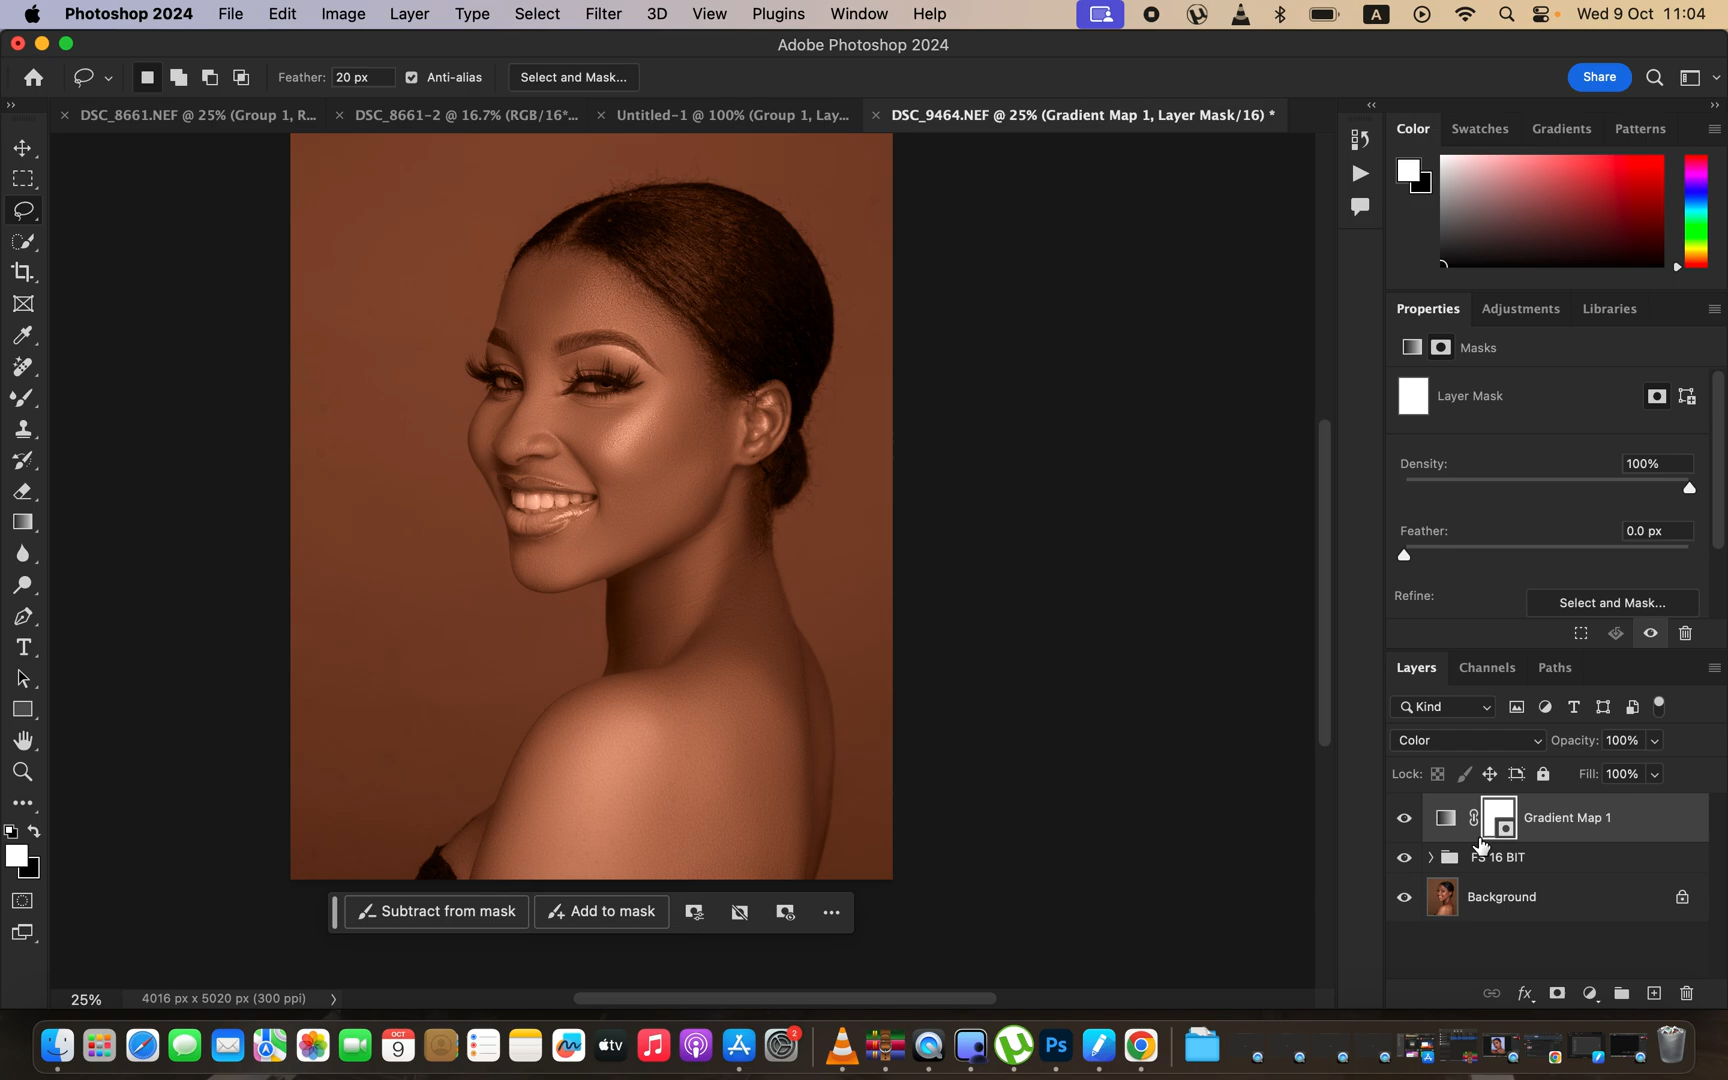 Photoshop 2024 File Edit Image Layer Type Select Filter 3D View Plugins Window Help A Wed 9 Oct 11:04
Adobe Photoshop 2024
Feather: 20 px Anti-alias Select and Mask... Share
DSC_8661.NEF @ 25% (Group 1, R... DSC_8661-2 @ 16.7% (RGB/16*... Untitled-1 @ 100% (Group 1, Lay... DSC_9464.NEF @ 25% (Gradient Map 1, Layer Mask/16) *
Color Swatches Gradients Patterns
Properties Adjustments Libraries
Masks
Layer Mask
Density: 100%
Feather: 0.0 px
Refine: Select and Mask...
Layers Channels Paths
Kind
Color Opacity: 100%
Lock: Fill: 100%
Gradient Map 1
FS 16 BIT
Background
Subtract from mask Add to mask
25% 4016 px x 5020 px (300 ppi)
OCT
9
tv
2
Ps